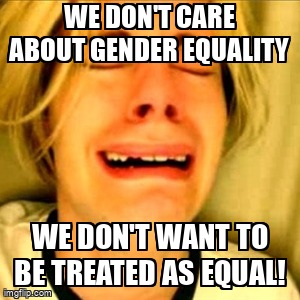 WE DON'T CARE
ABOUT GENDER EQUALITY
WE DON'T WANT TO
BE TREATED AS EQUAL!
imgflip.com